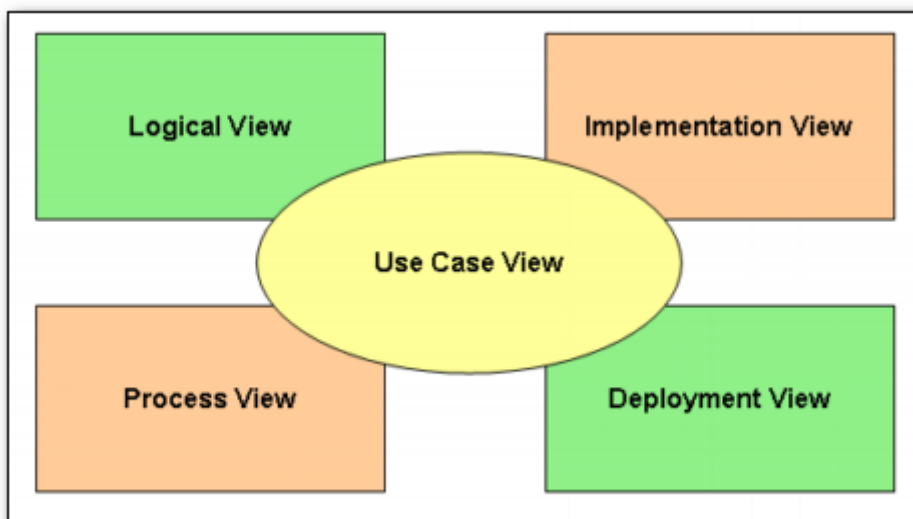 Logical View
Implementation View
Use Case View
Process View
Deployment View